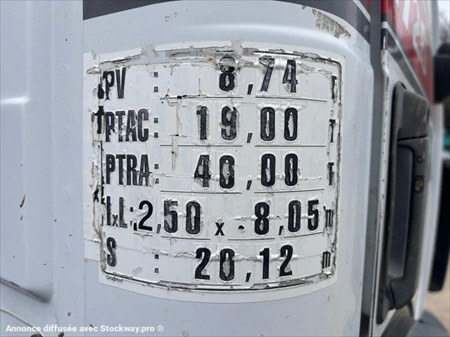 PV : 8,74 T
PTAC: 19,00 T
PTRA: 40,00 T
LxL: 2,50 x 8,05 m
S : 20,12 m
Annonce diffusée avec Stockway.pro ®